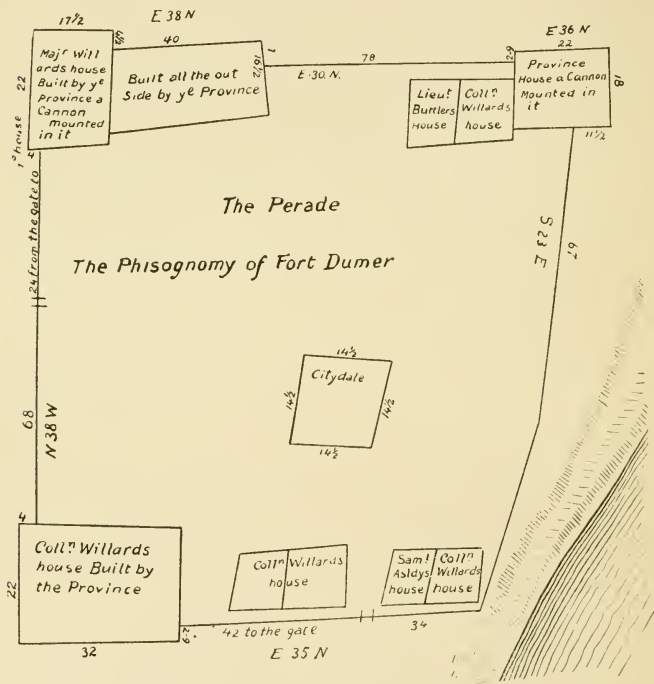 17½
E 38 N
40
1
78
E 36 N
22
22
Majr Will
ards house
Built by ye
Province a
Cannon
mounted
in it
Built all the out
Side by ye Province
16½
E·30·N.
Lieut
Buttlers
House
Colln
Willards
house
Province
House a Cannon
Mounted in
it
18
11½
4
1st house
24 from the gate to
The Perade
The Phisognomy of Fort Dumer
S 23 E
67
14½
Citydale
14½
14½
14½
68
N 38 W
4
Colln Willards
house Built by
the Province
22
32
Colln Willards
house
Saml
Asldys
house
Colln
Willards
house
42 to the gate
34
E 35 N